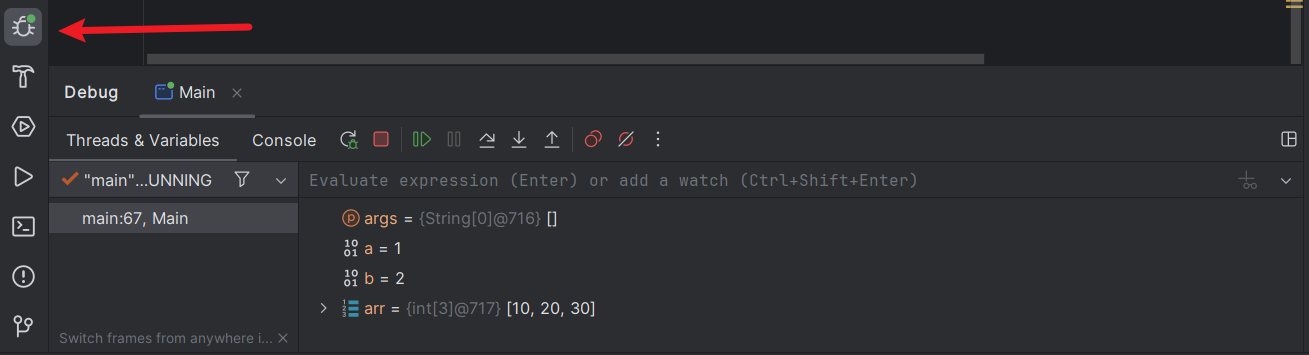 Debug Main
Threads & Variables Console
"main"...UNNING Evaluate expression (Enter) or add a watch (Ctrl+Shift+Enter)
main:67, Main
args = {String[0]@716} []
a = 1
b = 2
arr = {int[3]@717} [10, 20, 30]
Switch frames from anywhere i...